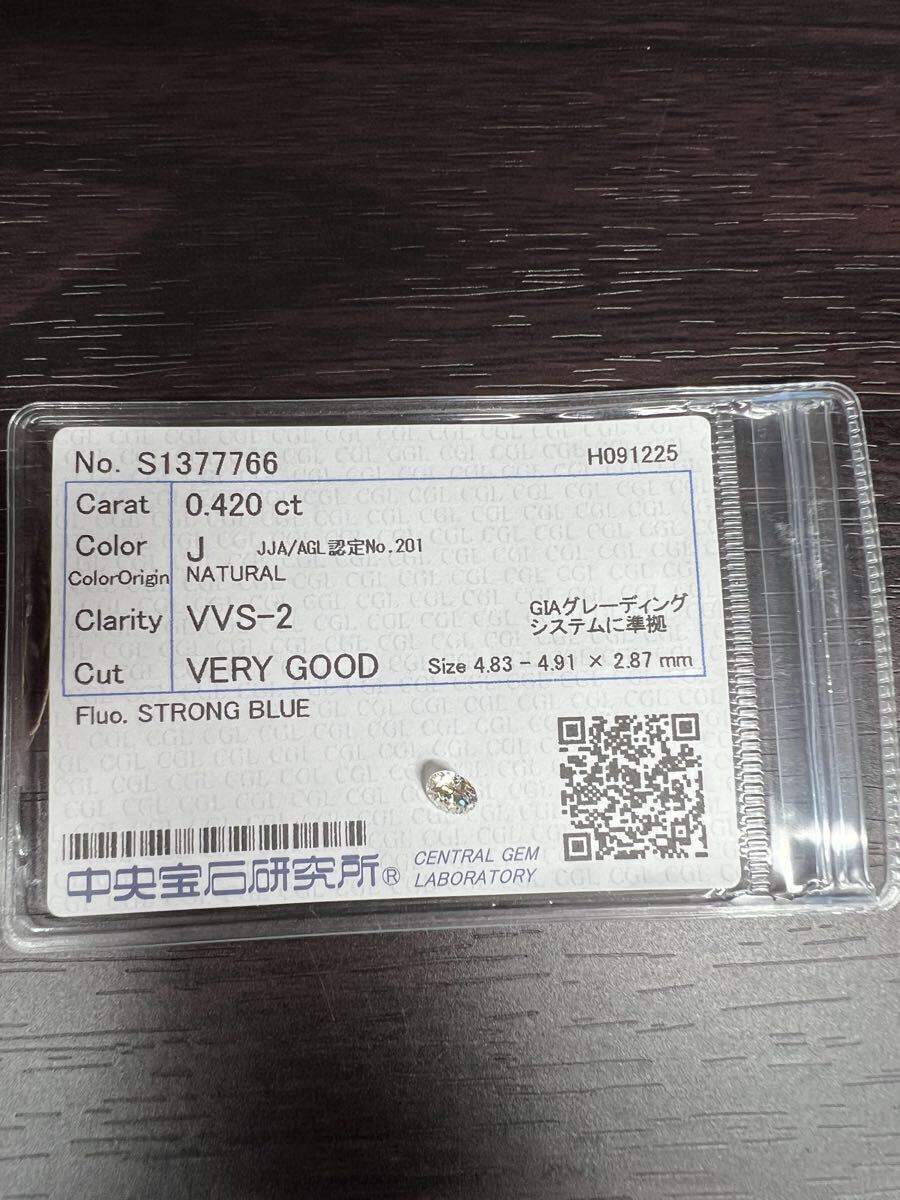 No. S1377766 H091225
Carat 0.420 ct
Color J JJA/AGL認定No.201
ColorOrigin NATURAL
Clarity VVS-2 GIAグレーディング
システムに準拠
Cut VERY GOOD Size 4.83 - 4.91 × 2.87 mm
Fluo. STRONG BLUE
中央宝石研究所® CENTRAL GEM
LABORATORY